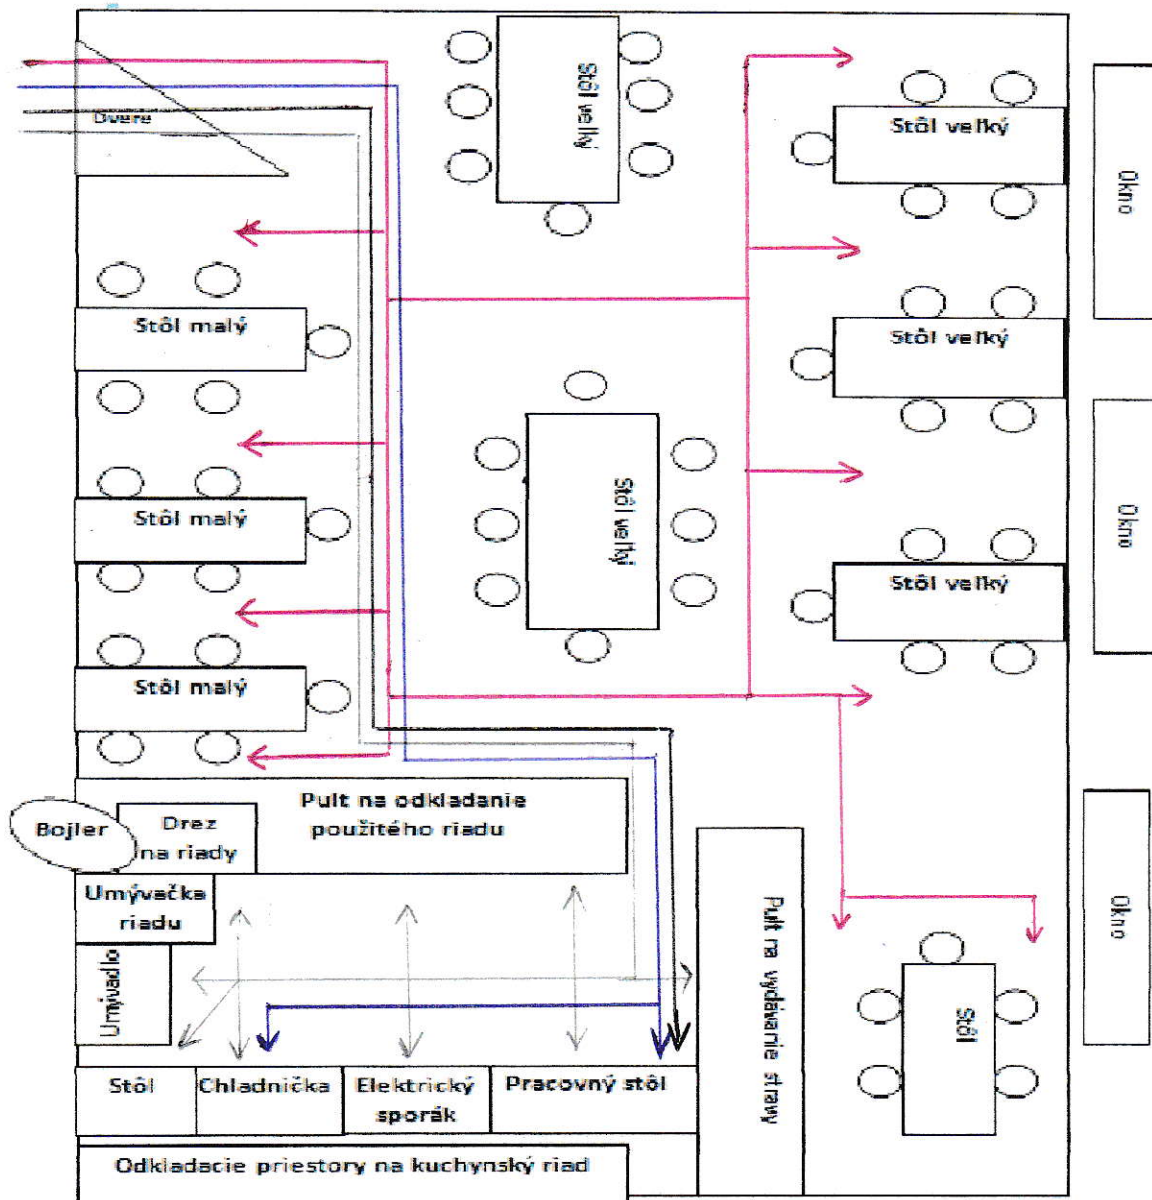 Dvere
Stôl veľký
Stôl veľký
Okno
Stôl malý
Stôl veľký
Stôl malý
Stôl veľký
Okno
Stôl veľký
Stôl malý
Pult na odkladanie
použitého riadu
Bojler
Drez
na riady
Umývačka
riadu
Umývadlo
Pult na vydávanie stravy
Okno
Stôl
Stôl
Chladnička
Elektrický
sporák
Pracovný stôl
Odkladacie priestory na kuchynský riad